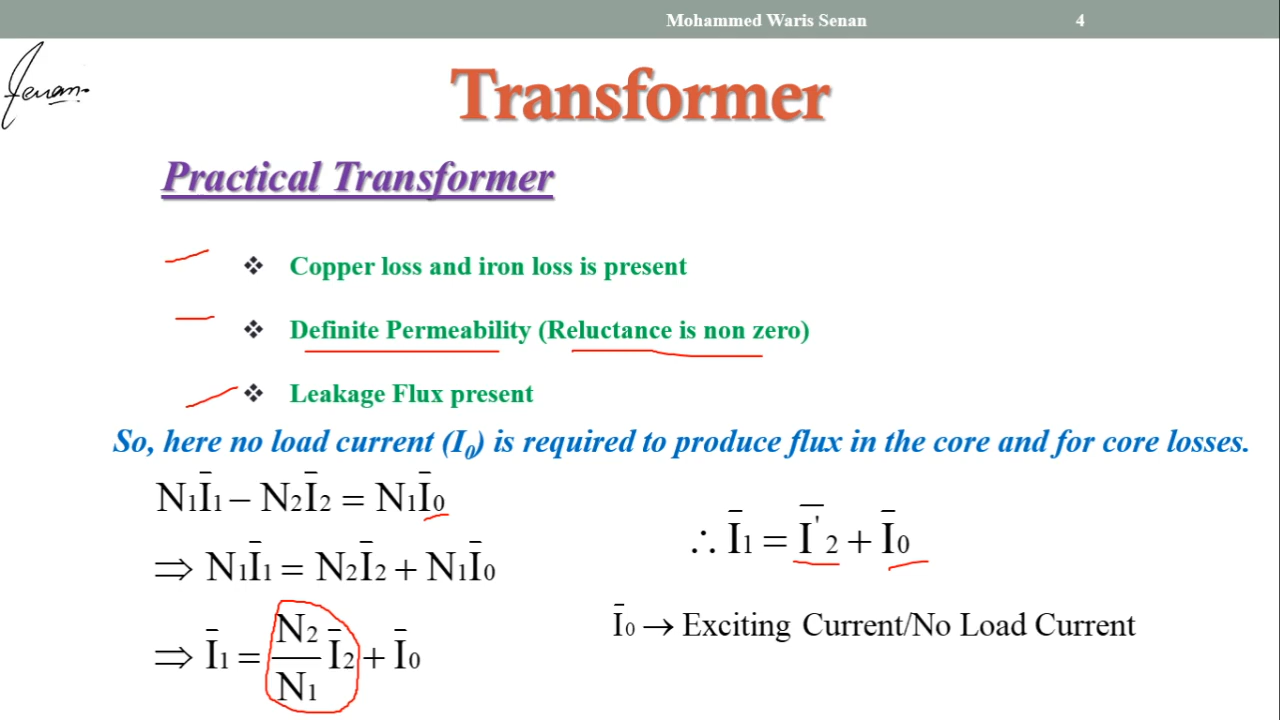 Mohammed Waris Senan 4
Senan
Transformer
Practical Transformer
❖ Copper loss and iron loss is present
❖ Definite Permeability (Reluctance is non zero)
❖ Leakage Flux present
So, here no load current (I₀) is required to produce flux in the core and for core losses.
N₁Ī₁ − N₂Ī₂ = N₁Ī₀
⇒ N₁Ī₁ = N₂Ī₂ + N₁Ī₀
⇒ Ī₁ = N₂/N₁ Ī₂ + Ī₀
∴ Ī₁ = Ī'₂ + Ī₀
Ī₀ → Exciting Current/No Load Current